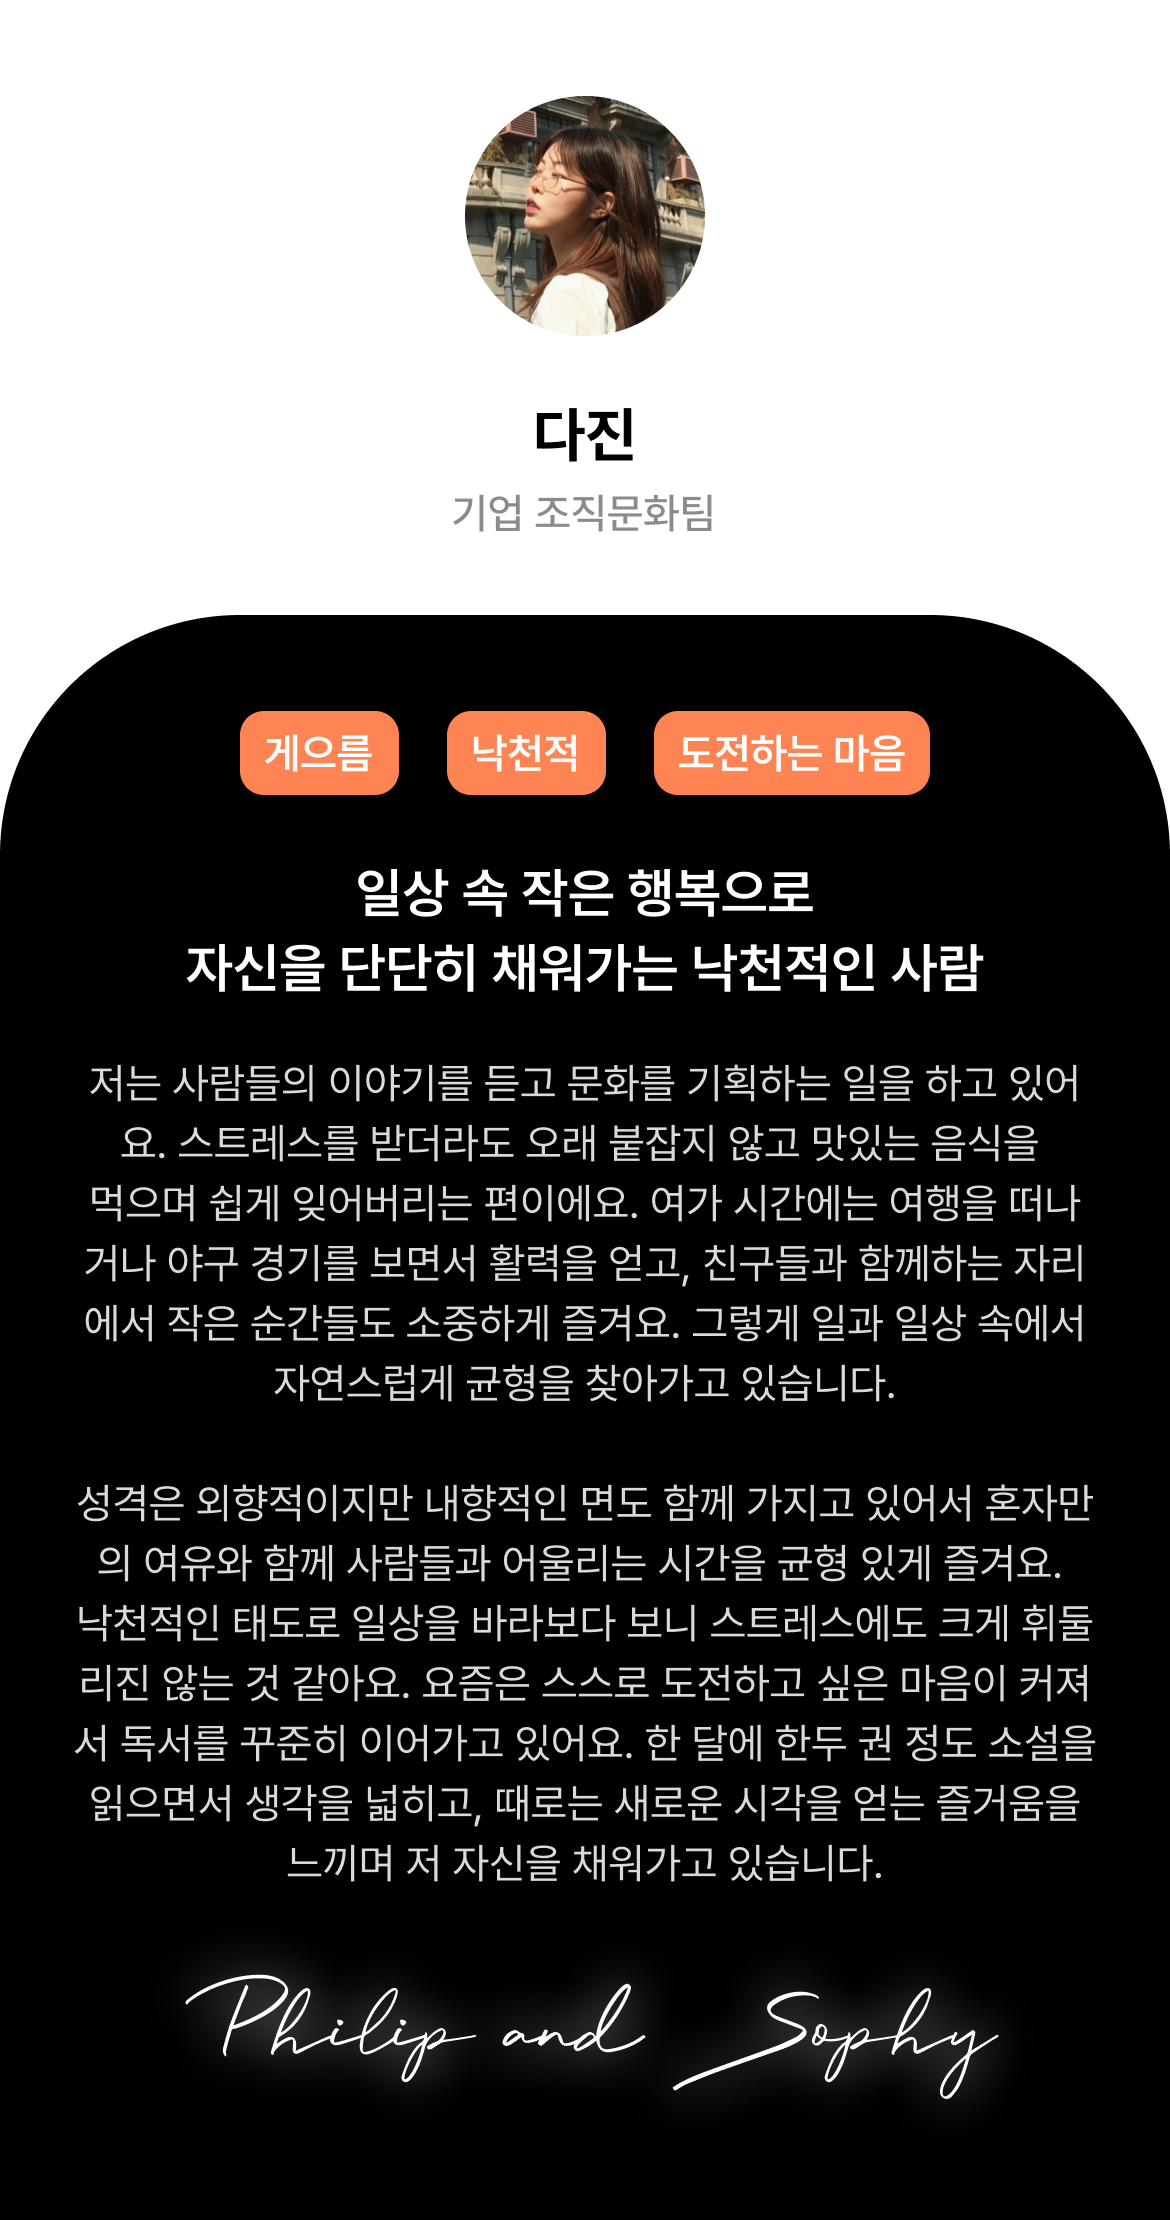 다진
기업 조직문화팀
게으름 낙천적 도전하는 마음
일상 속 작은 행복으로
자신을 단단히 채워가는 낙천적인 사람
저는 사람들의 이야기를 듣고 문화를 기획하는 일을 하고 있어
요. 스트레스를 받더라도 오래 붙잡지 않고 맛있는 음식을
먹으며 쉽게 잊어버리는 편이에요. 여가 시간에는 여행을 떠나
거나 야구 경기를 보면서 활력을 얻고, 친구들과 함께하는 자리
에서 작은 순간들도 소중하게 즐겨요. 그렇게 일과 일상 속에서
자연스럽게 균형을 찾아가고 있습니다.
성격은 외향적이지만 내향적인 면도 함께 가지고 있어서 혼자만
의 여유와 함께 사람들과 어울리는 시간을 균형 있게 즐겨요.
낙천적인 태도로 일상을 바라보다 보니 스트레스에도 크게 휘둘
리진 않는 것 같아요. 요즘은 스스로 도전하고 싶은 마음이 커져
서 독서를 꾸준히 이어가고 있어요. 한 달에 한두 권 정도 소설을
읽으면서 생각을 넓히고, 때로는 새로운 시각을 얻는 즐거움을
느끼며 저 자신을 채워가고 있습니다.
Philip and Sophy